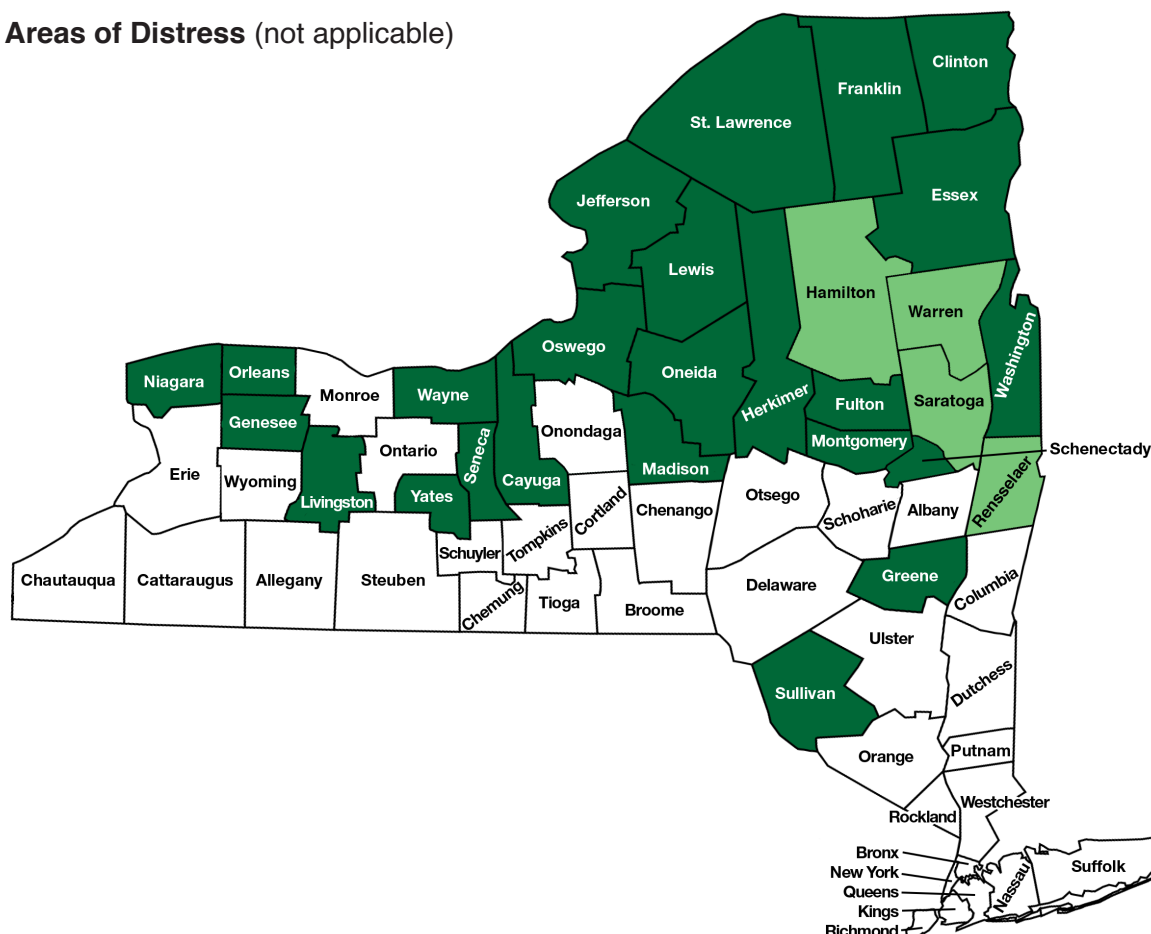 Areas of Distress (not applicable)
Clinton
Franklin
St. Lawrence
Essex
Jefferson
Lewis
Hamilton
Warren
Washington
Oswego
Oneida
Herkimer
Niagara
Orleans
Monroe
Wayne
Fulton
Saratoga
Genesee
Ontario
Seneca
Onondaga
Montgomery
Schenectady
Erie
Wyoming
Livingston
Yates
Cayuga
Madison
Otsego
Schoharie
Albany
Rensselaer
Cortland
Chenango
Tompkins
Schuyler
Chautauqua
Cattaraugus
Allegany
Steuben
Chemung
Tioga
Broome
Delaware
Greene
Columbia
Ulster
Dutchess
Sullivan
Orange
Putnam
Westchester
Rockland
Bronx
New York
Queens
Kings
Richmond
Nassau
Suffolk